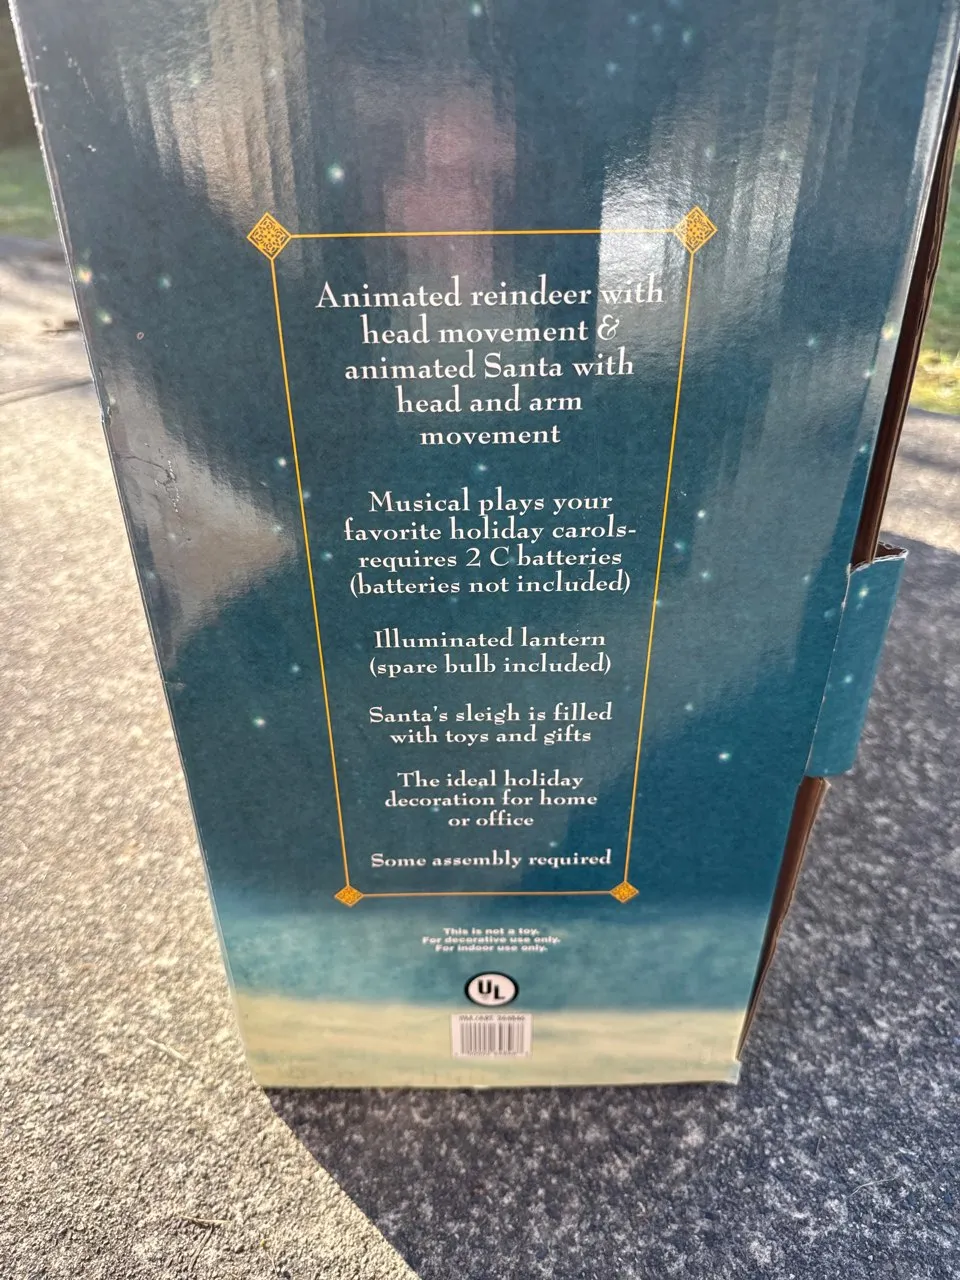 Animated reindeer with
head movement &
animated Santa with
head and arm
movement
Musical plays your
favorite holiday carols-
requires 2 C batteries
(batteries not included)
Illuminated lantern
(spare bulb included)
Santa's sleigh is filled
with toys and gifts
The ideal holiday
decoration for home
or office
Some assembly required
This is not a toy.
For decorative use only.
For indoor use only.
UL